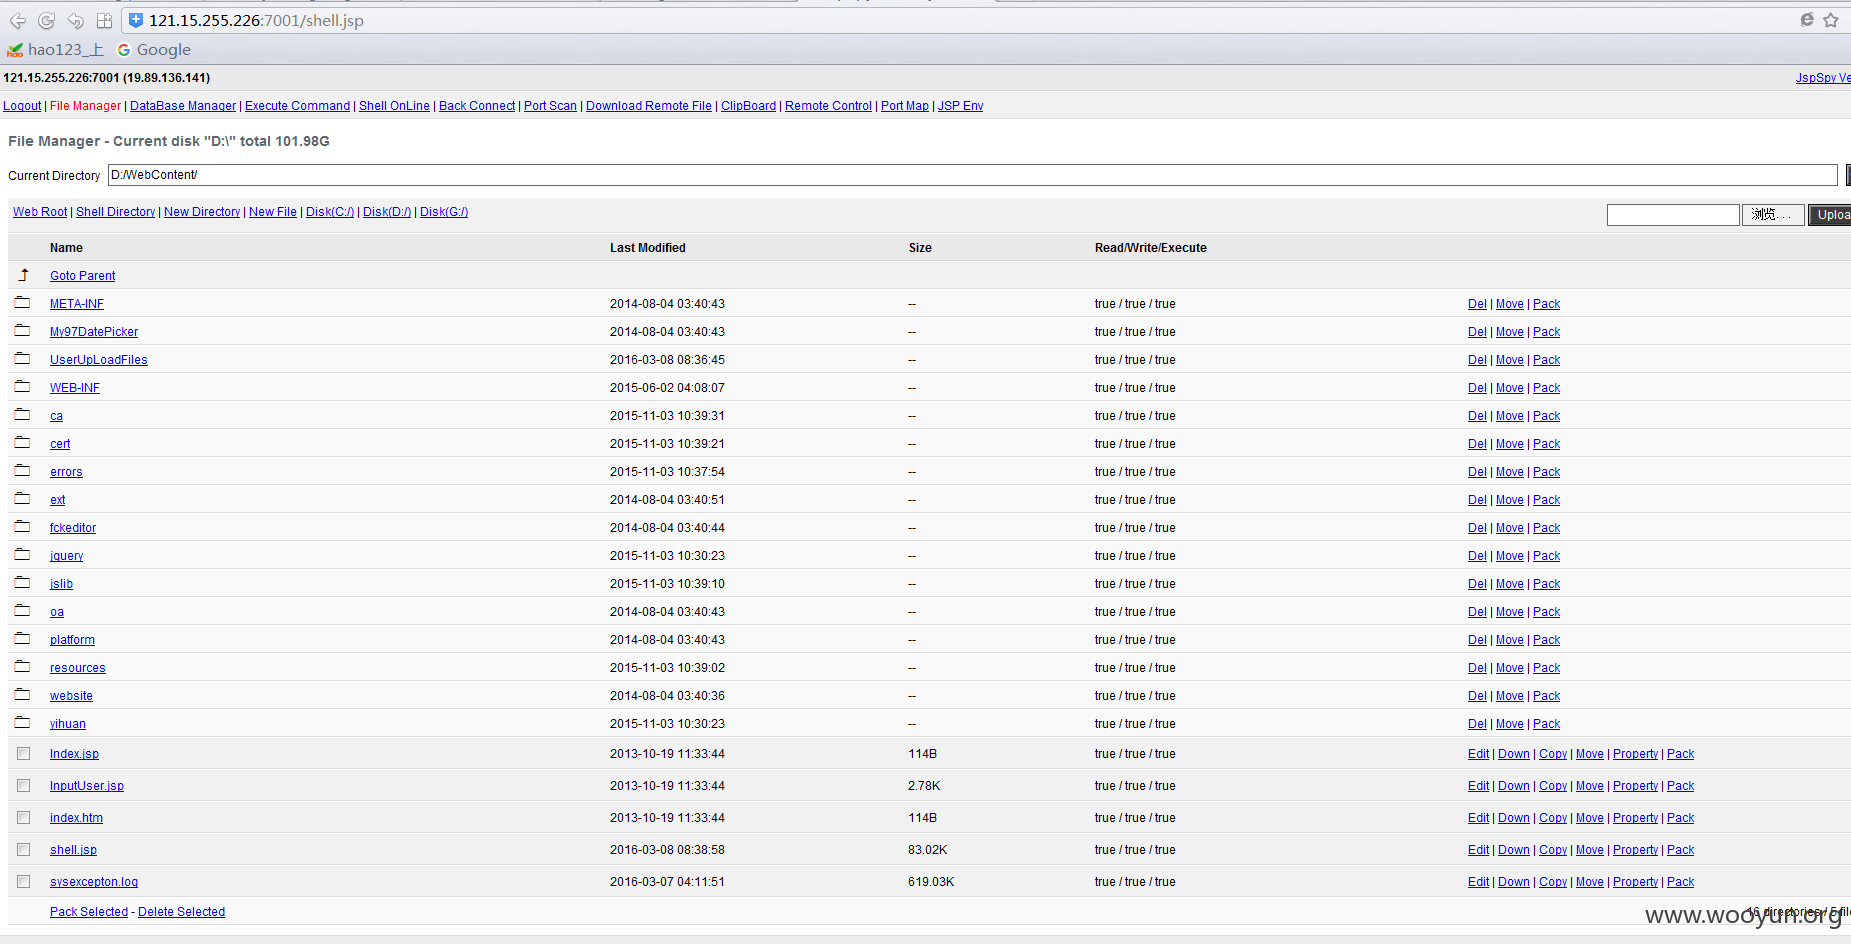 121.15.255.226:7001/shell.jsp
hao123_上 Google
121.15.255.226:7001 (19.89.136.141) JspSpy Ve
Logout | File Manager | DataBase Manager | Execute Command | Shell OnLine | Back Connect | Port Scan | Download Remote File | ClipBoard | Remote Control | Port Map | JSP Env
File Manager - Current disk "D:\" total 101.98G
Current Directory D:/WebContent/
Web Root | Shell Directory | New Directory | New File | Disk(C:/) | Disk(D:/) | Disk(G:/) 浏览... Uploa
Name Last Modified Size Read/Write/Execute
Goto Parent
META-INF 2014-08-04 03:40:43 -- true / true / true Del | Move | Pack
My97DatePicker 2014-08-04 03:40:43 -- true / true / true Del | Move | Pack
UserUpLoadFiles 2016-03-08 08:36:45 -- true / true / true Del | Move | Pack
WEB-INF 2015-06-02 04:08:07 -- true / true / true Del | Move | Pack
ca 2015-11-03 10:39:31 -- true / true / true Del | Move | Pack
cert 2015-11-03 10:39:21 -- true / true / true Del | Move | Pack
errors 2015-11-03 10:37:54 -- true / true / true Del | Move | Pack
ext 2014-08-04 03:40:51 -- true / true / true Del | Move | Pack
fckeditor 2014-08-04 03:40:44 -- true / true / true Del | Move | Pack
jquery 2015-11-03 10:30:23 -- true / true / true Del | Move | Pack
jslib 2015-11-03 10:39:10 -- true / true / true Del | Move | Pack
oa 2014-08-04 03:40:43 -- true / true / true Del | Move | Pack
platform 2014-08-04 03:40:43 -- true / true / true Del | Move | Pack
resources 2015-11-03 10:39:02 -- true / true / true Del | Move | Pack
website 2014-08-04 03:40:36 -- true / true / true Del | Move | Pack
yihuan 2015-11-03 10:30:23 -- true / true / true Del | Move | Pack
Index.jsp 2013-10-19 11:33:44 114B true / true / true Edit | Down | Copy | Move | Property | Pack
InputUser.jsp 2013-10-19 11:33:44 2.78K true / true / true Edit | Down | Copy | Move | Property | Pack
index.htm 2013-10-19 11:33:44 114B true / true / true Edit | Down | Copy | Move | Property | Pack
shell.jsp 2016-03-08 08:38:58 83.02K true / true / true Edit | Down | Copy | Move | Property | Pack
sysexcepton.log 2016-03-07 04:11:51 619.03K true / true / true Edit | Down | Copy | Move | Property | Pack
Pack Selected - Delete Selected 16 directories / 5 fil
www.wooyun.org